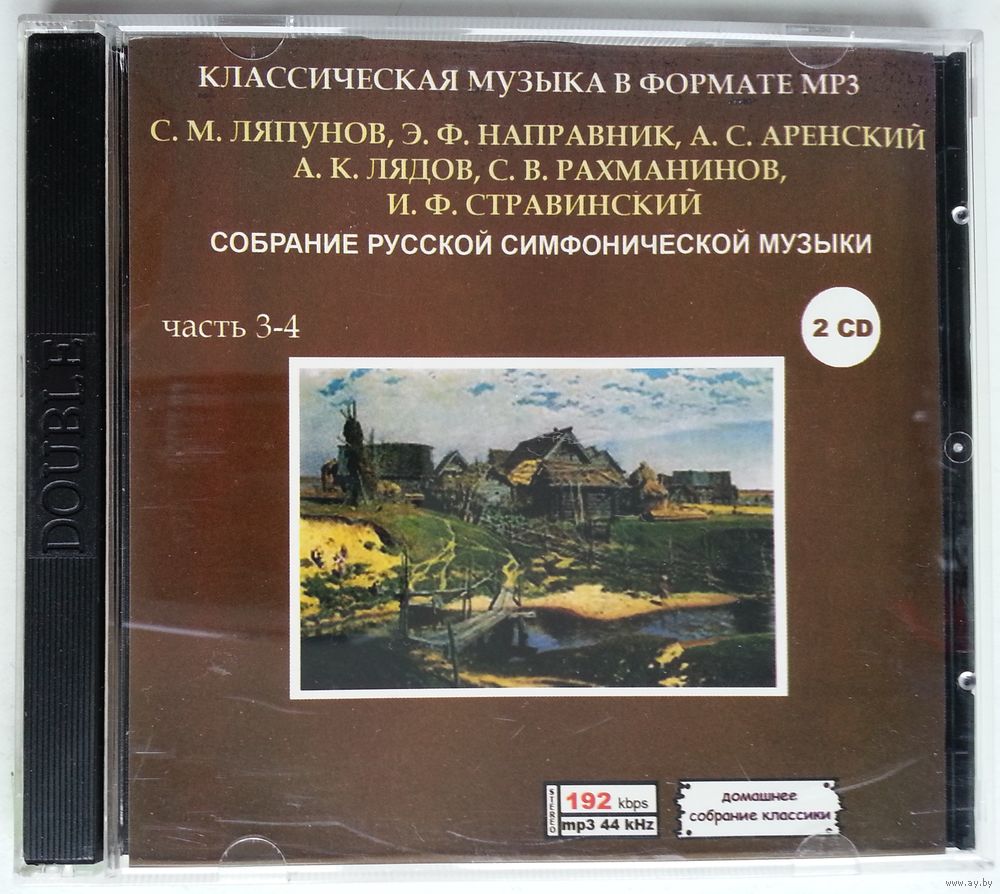 КЛАССИЧЕСКАЯ МУЗЫКА В ФОРМАТЕ MP3
С. М. ЛЯПУНОВ, Э. Ф. НАПРАВНИК, А. С. АРЕНСКИЙ
А. К. ЛЯДОВ, С. В. РАХМАНИНОВ,
И. Ф. СТРАВИНСКИЙ
СОБРАНИЕ РУССКОЙ СИМФОНИЧЕСКОЙ МУЗЫКИ
часть 3-4
2 CD
DOUBLE
STEREO
192 kbps
mp3 44 kHz
домашнее
собрание классики
www.ay.by